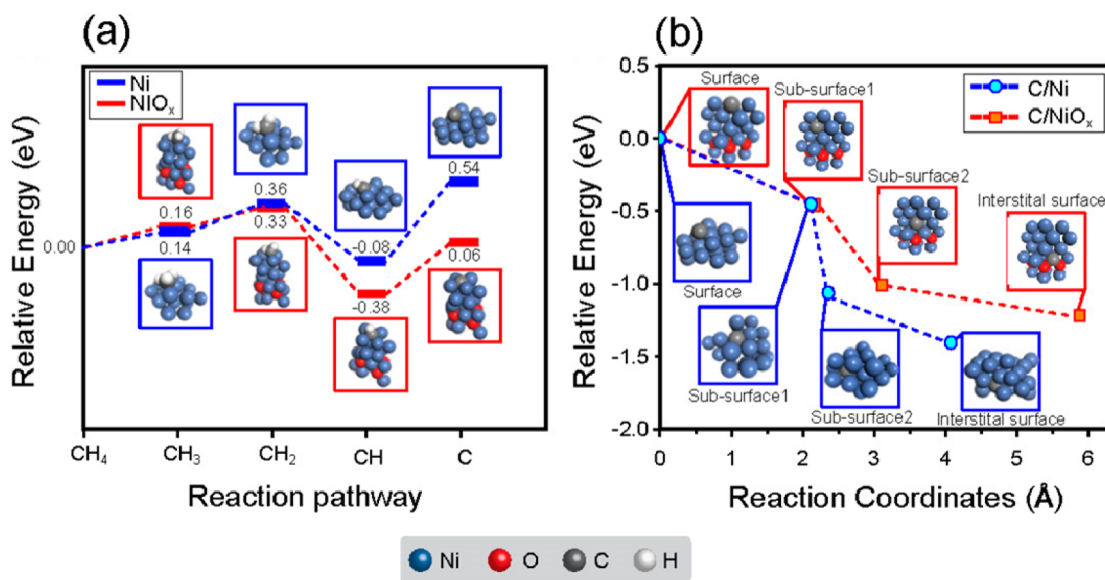 (a)
Relative Energy (eV)
Ni
NiOx
0.00
0.16
0.14
0.36
0.33
-0.08
-0.38
0.54
0.06
CH4
CH3
CH2
CH
C
Reaction pathway
(b)
Relative Energy (eV)
0.5
0.0
-0.5
-1.0
-1.5
-2.0
C/Ni
C/NiOx
Surface
Sub-surface1
Sub-surface2
Interstital surface
Surface
Sub-surface1
Sub-surface2
Interstital surface
0
1
2
3
4
5
6
Reaction Coordinates (Å)
Ni
O
C
H